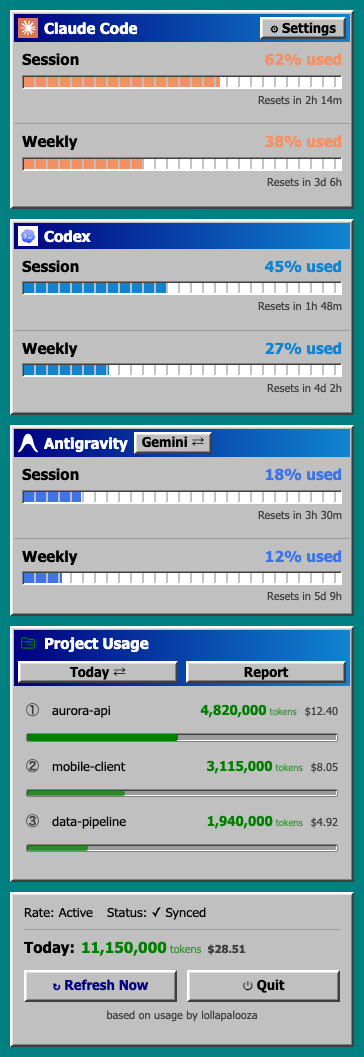 Claude Code ⚙ Settings
Session 62% used
Resets in 2h 14m
Weekly 38% used
Resets in 3d 6h
Codex
Session 45% used
Resets in 1h 48m
Weekly 27% used
Resets in 4d 2h
Antigravity Gemini ⇄
Session 18% used
Resets in 3h 30m
Weekly 12% used
Resets in 5d 9h
Project Usage
Today ⇄ Report
① aurora-api 4,820,000 tokens $12.40
② mobile-client 3,115,000 tokens $8.05
③ data-pipeline 1,940,000 tokens $4.92
Rate: Active Status: ✓ Synced
Today: 11,150,000 tokens $28.51
↻ Refresh Now ⏻ Quit
based on usage by lollapalooza